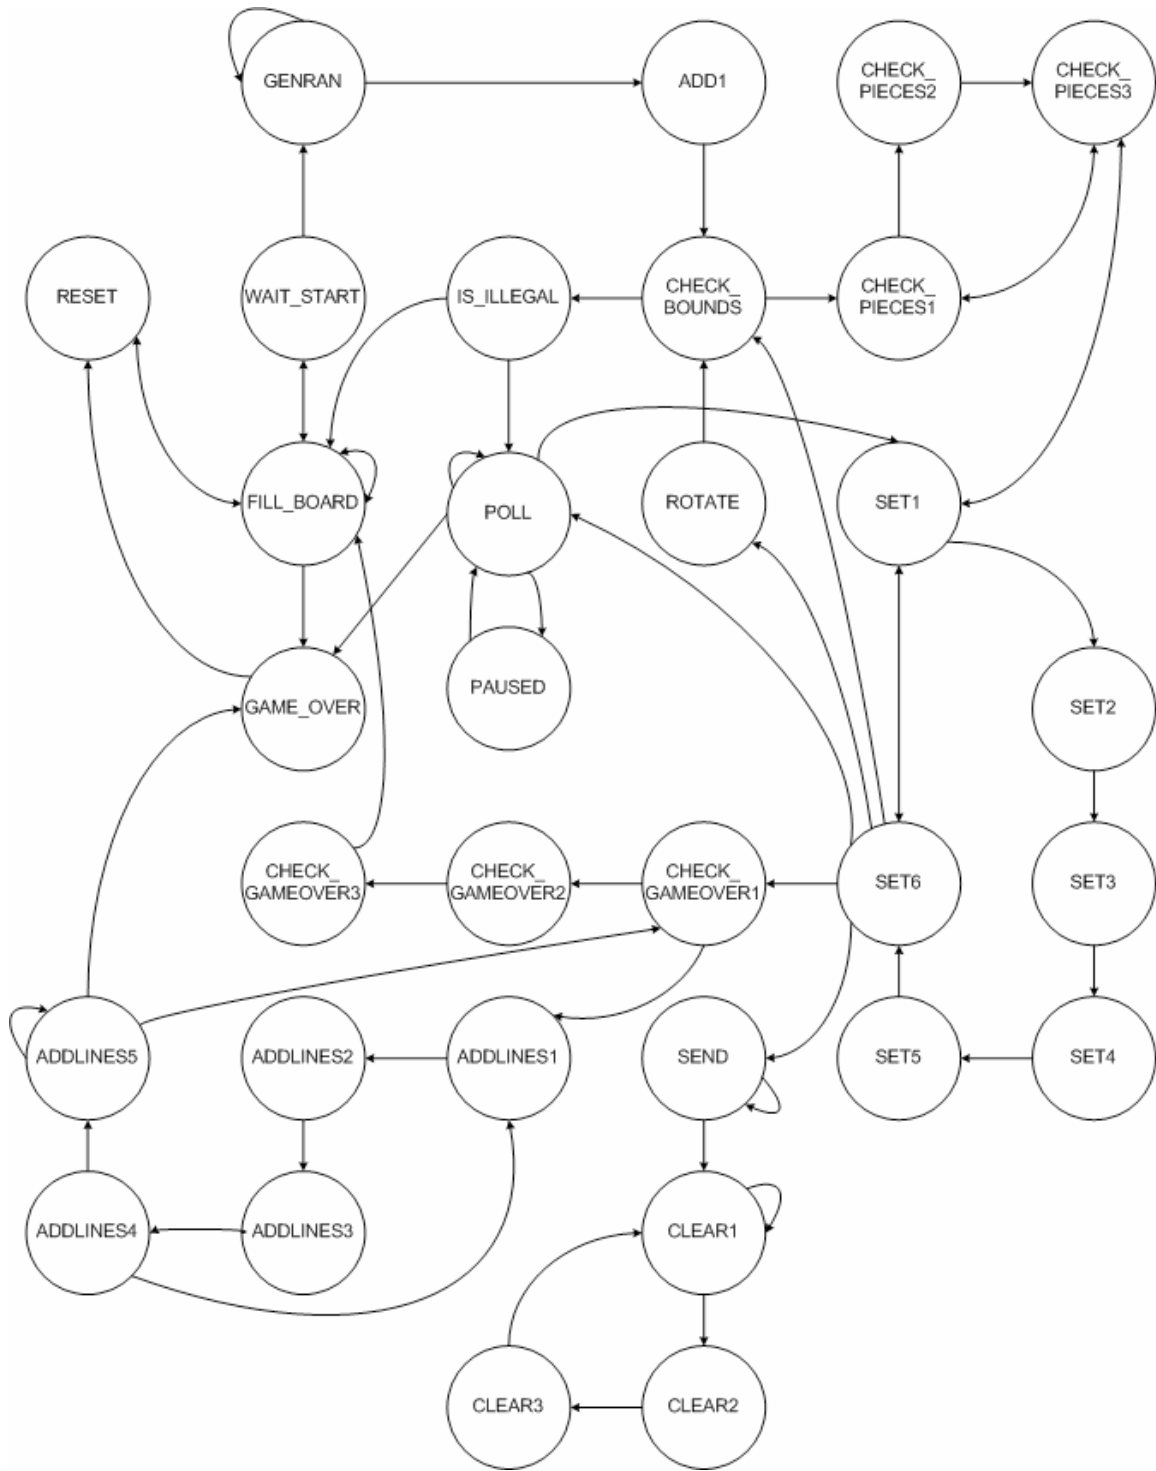 GENRAN
ADD1
CHECK_
PIECES2
CHECK_
PIECES3
RESET
WAIT_START
IS_ILLEGAL
CHECK_
BOUNDS
CHECK_
PIECES1
FILL_BOARD
POLL
ROTATE
SET1
GAME_OVER
PAUSED
SET2
CHECK_
GAMEOVER3
CHECK_
GAMEOVER2
CHECK_
GAMEOVER1
SET6
SET3
ADDLINES5
ADDLINES2
ADDLINES1
SEND
SET5
SET4
ADDLINES4
ADDLINES3
CLEAR1
CLEAR3
CLEAR2